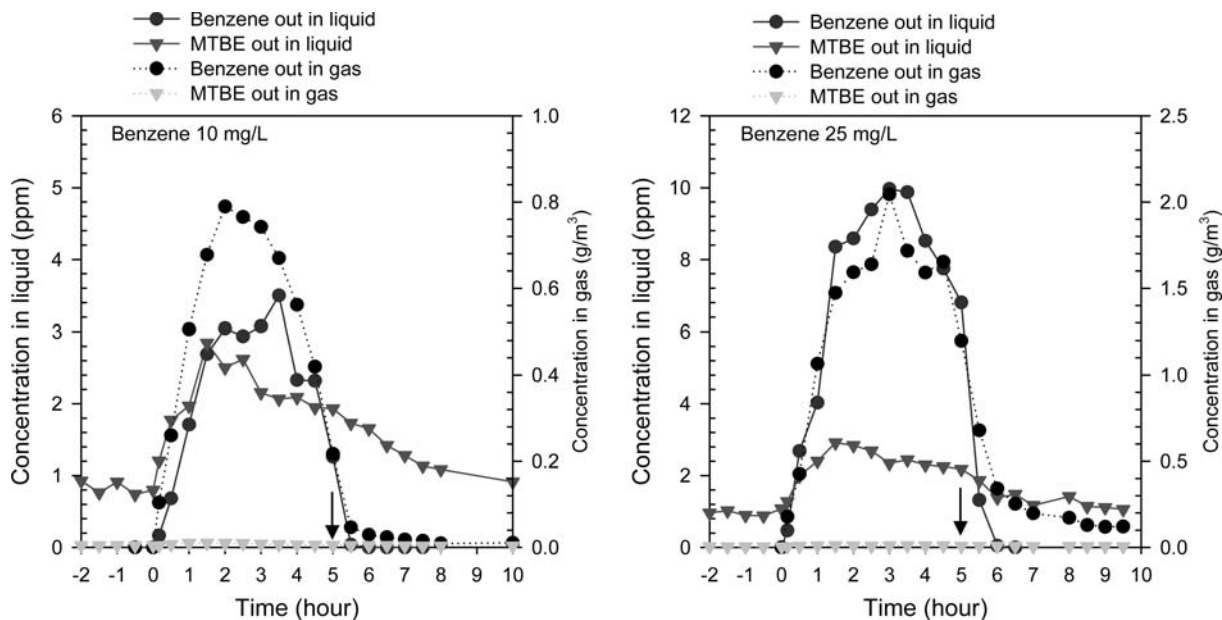 Benzene out in liquid
MTBE out in liquid
Benzene out in gas
MTBE out in gas
Benzene 10 mg/L
Concentration in liquid (ppm)
6
5
4
3
2
1
0
Concentration in gas (g/m³)
1.0
0.8
0.6
0.4
0.2
0.0
-2 -1 0 1 2 3 4 5 6 7 8 10
Time (hour)
Benzene out in liquid
MTBE out in liquid
Benzene out in gas
MTBE out in gas
Benzene 25 mg/L
Concentration in liquid (ppm)
12
10
8
6
4
2
0
Concentration in gas (g/m³)
2.5
2.0
1.5
1.0
0.5
0.0
-2 -1 0 1 2 3 4 5 6 7 8 9 10
Time (hour)